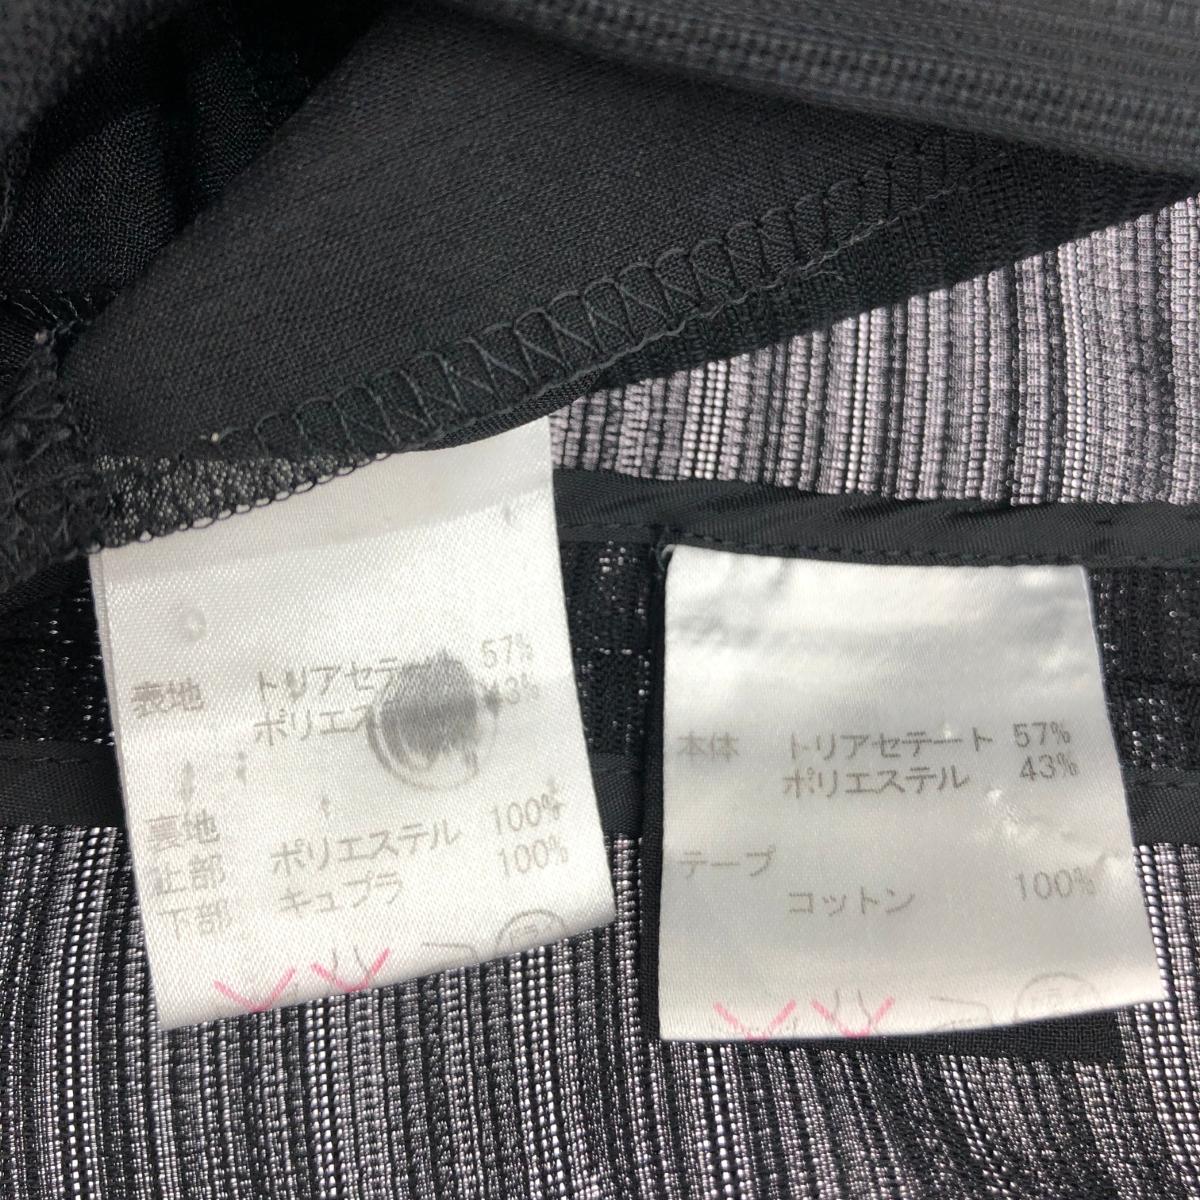 表地 トリアセテート 57%
ポリエス 43%
裏地
上部 ポリエステル 100%
下部 キュプラ 100%
本体 トリアセテート 57%
ポリエステル 43%
テープ
コットン 100%